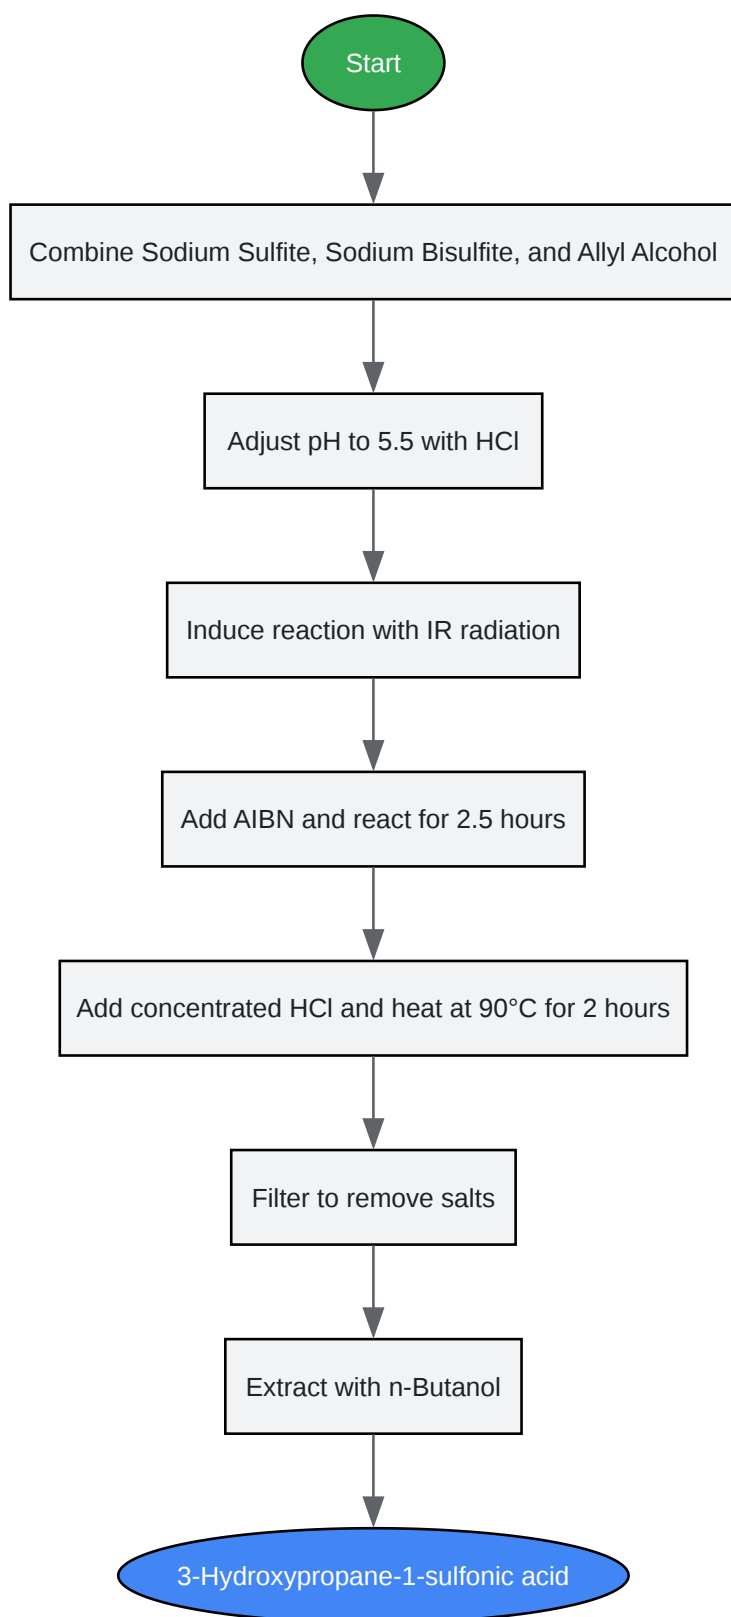 Start
Combine Sodium Sulfite, Sodium Bisulfite, and Allyl Alcohol
Adjust pH to 5.5 with HCl
Induce reaction with IR radiation
Add AIBN and react for 2.5 hours
Add concentrated HCl and heat at 90°C for 2 hours
Filter to remove salts
Extract with n-Butanol
3-Hydroxypropane-1-sulfonic acid